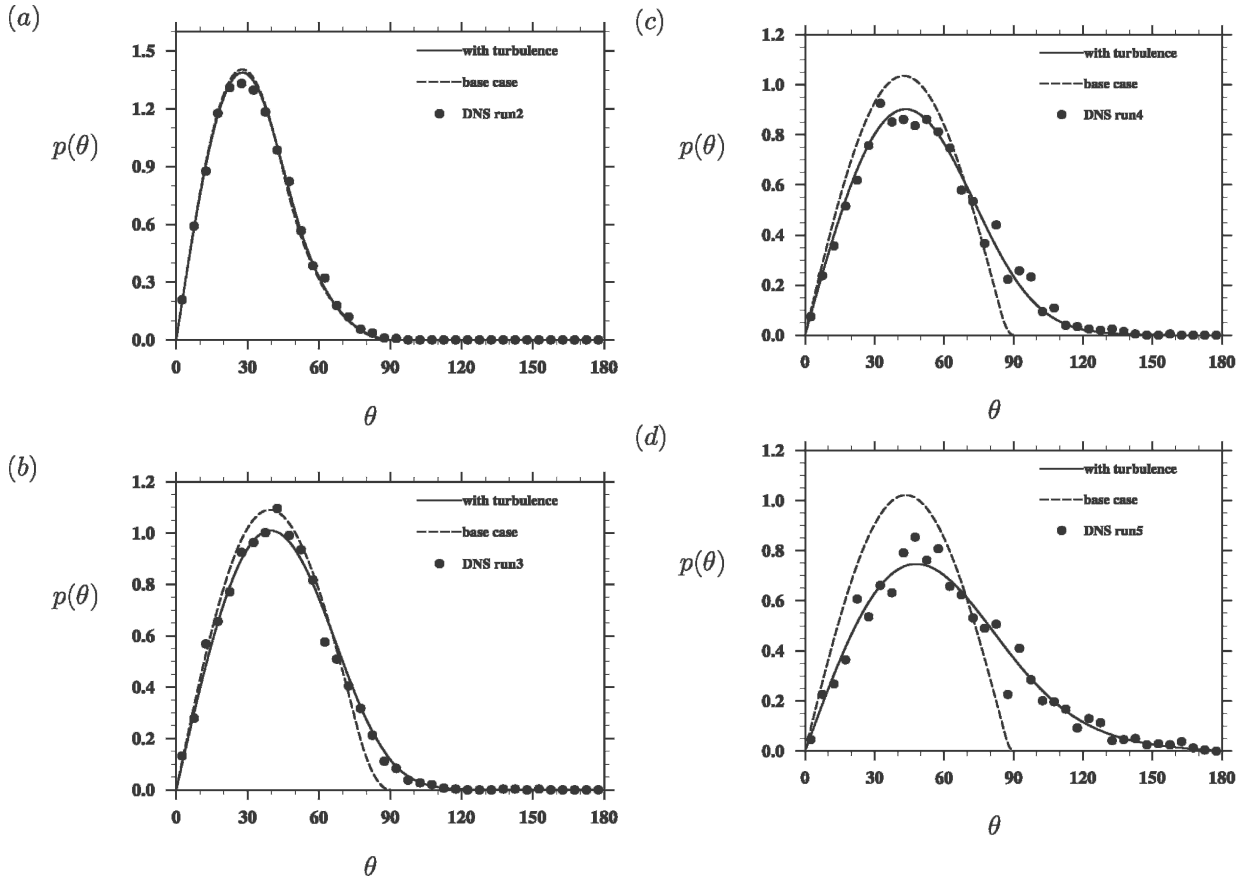 (a)
1.5
1.2
0.9
0.6
0.3
0.0
p(θ)
with turbulence
base case
DNS run2
0 30 60 90 120 150 180
θ
(b)
1.2
1.0
0.8
0.6
0.4
0.2
0.0
p(θ)
with turbulence
base case
DNS run3
0 30 60 90 120 150 180
θ
(c)
1.2
1.0
0.8
0.6
0.4
0.2
0.0
p(θ)
with turbulence
base case
DNS run4
0 30 60 90 120 150 180
θ
(d)
1.2
1.0
0.8
0.6
0.4
0.2
0.0
p(θ)
with turbulence
base case
DNS run5
0 30 60 90 120 150 180
θ